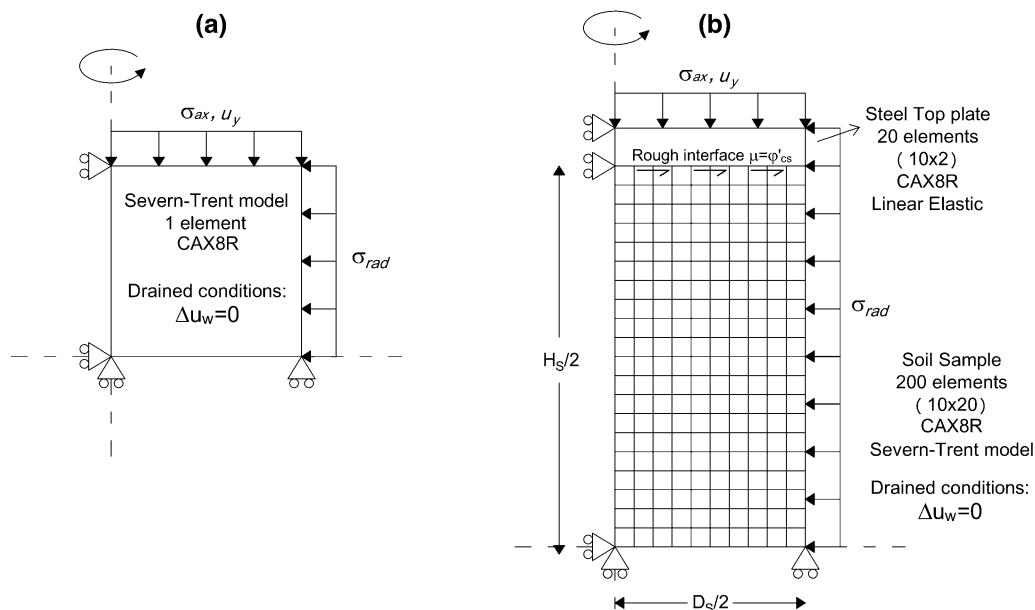 (a)
σax, uy
Severn-Trent model
1 element
CAX8R
Drained conditions:
Δuw=0
σrad
(b)
σax, uy
Steel Top plate
20 elements
( 10x2 )
CAX8R
Linear Elastic
Rough interface μ=φ'cs
σrad
HS/2
Soil Sample
200 elements
( 10x20 )
CAX8R
Severn-Trent model
Drained conditions:
Δuw=0
DS/2